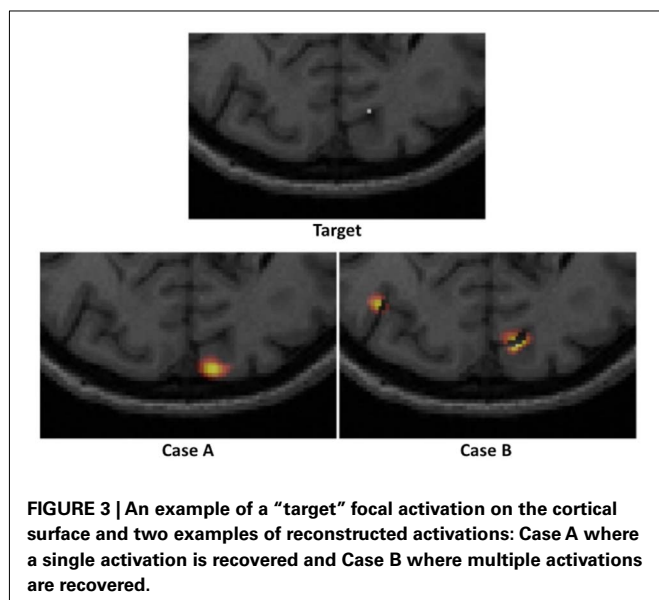 Target
Case A
Case B
FIGURE 3 | An example of a “target” focal activation on the cortical
surface and two examples of reconstructed activations: Case A where
a single activation is recovered and Case B where multiple activations
are recovered.